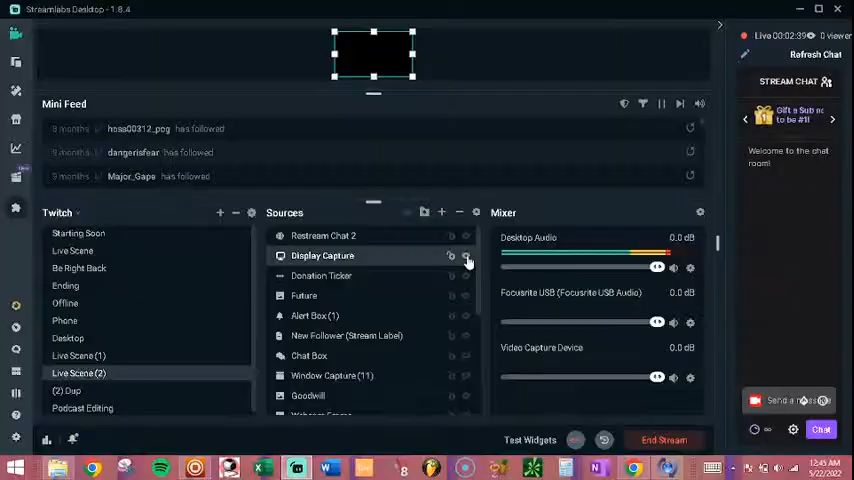 Streamlabs Desktop - 1.8.4
Live 00:02:39
0 viewer
Refresh Chat
STREAM CHAT
Mini Feed
9 months hosa00312_pog has followed
9 months dangerisfear has followed
9 months Major_Gape has followed
Gift a Sub no
to be #1!
Welcome to the chat
room!
Twitch
Sources
Mixer
Starting Soon
Live Scene
Be Right Back
Ending
Offline
Phone
Desktop
Live Scene (1)
Live Scene (2)
(2) Dup
Podcast Editing
Restream Chat 2
Display Capture
Donation Ticker
Future
Alert Box (1)
New Follower (Stream Label)
Chat Box
Window Capture (11)
Goodwill
Desktop Audio 0.0 dB
Focusrite USB (Focusrite USB Audio) 0.0 dB
Video Capture Device 0.0 dB
Send a message
Chat
Test Widgets
End Stream
12:45 AM
5/22/2022